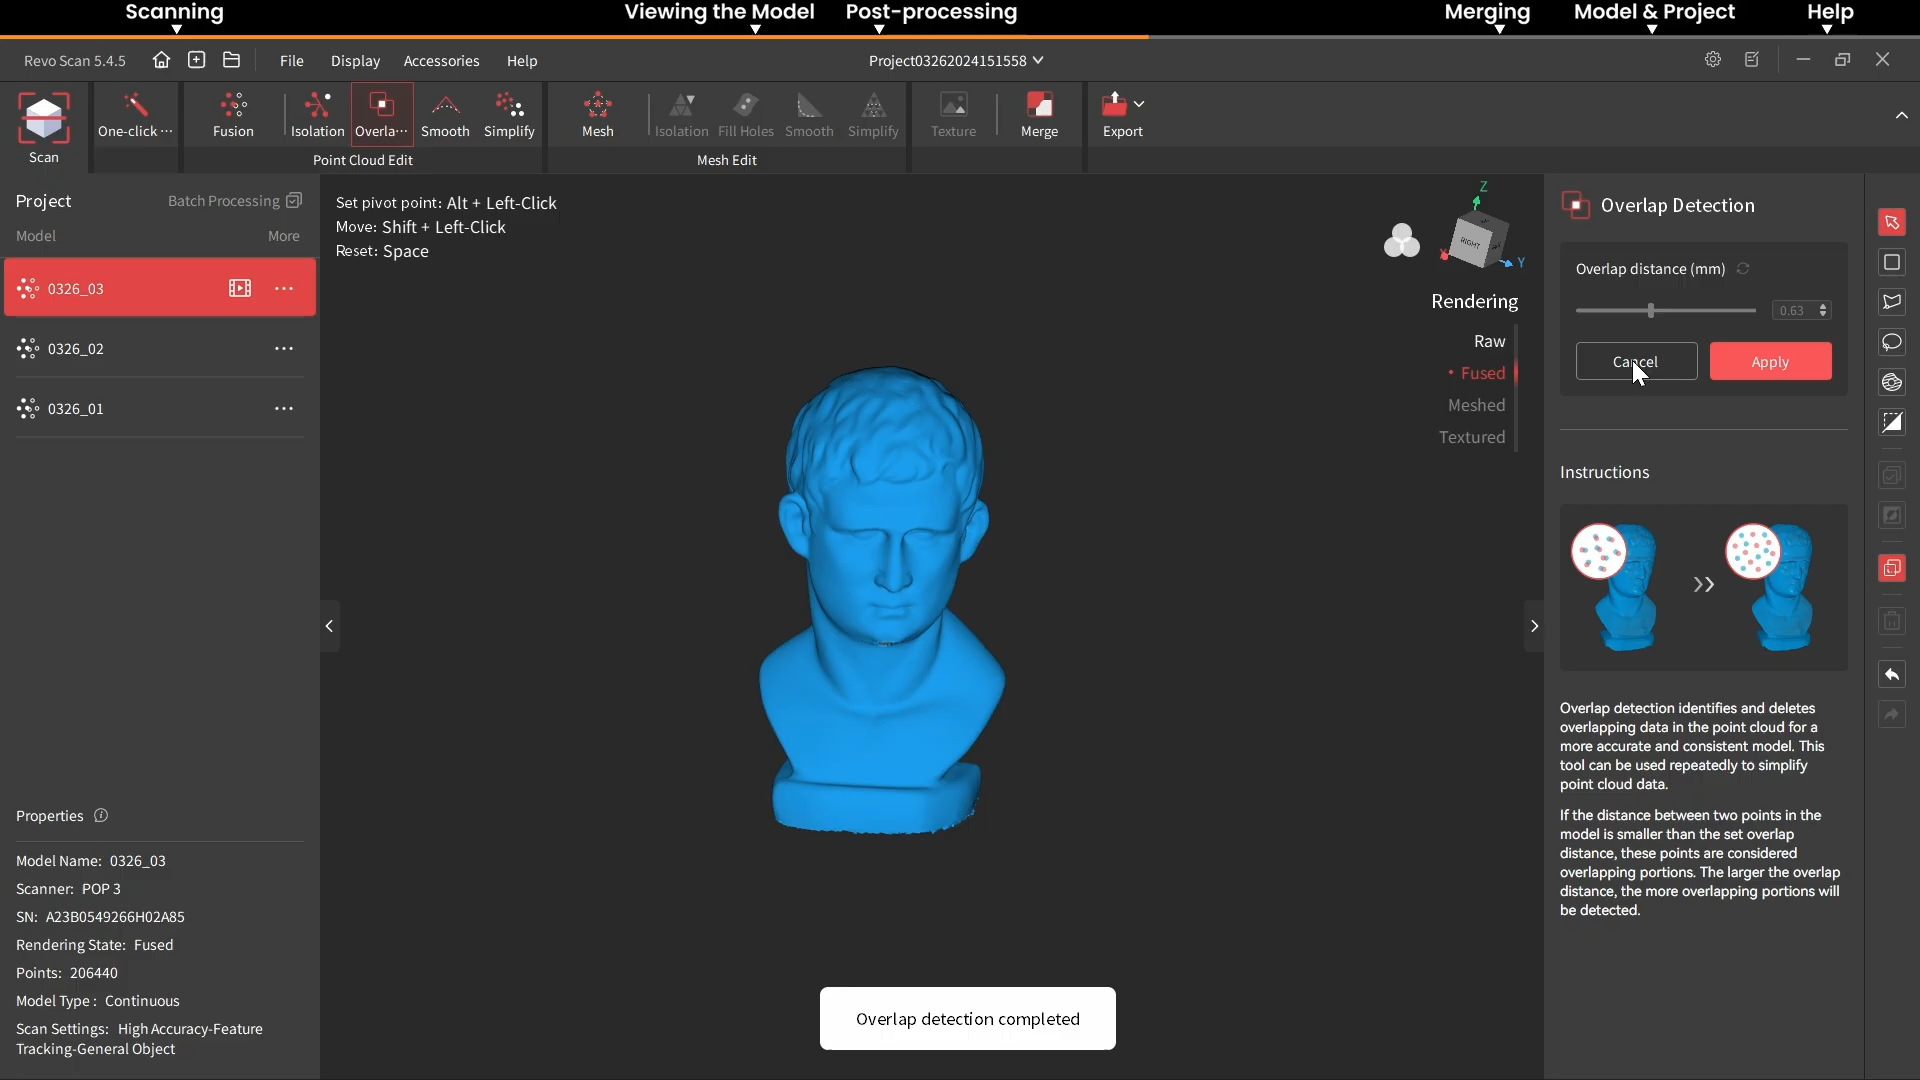 Scanning
Viewing the Model
Post-processing
Merging
Model & Project
Help
Revo Scan 5.4.5
File
Display
Accessories
Help
Project03262024151558
Scan
One-click ···
Fusion
Isolation
Overla···
Smooth
Simplify
Point Cloud Edit
Mesh
Isolation
Fill Holes
Smooth
Simplify
Mesh Edit
Texture
Merge
Export
Project
Batch Processing
Model
More
0326_03
0326_02
0326_01
Properties
Model Name: 0326_03
Scanner: POP 3
SN: A23B0549266H02A85
Rendering State: Fused
Points: 206440
Model Type : Continuous
Scan Settings: High Accuracy-Feature
Tracking-General Object
Set pivot point: Alt + Left-Click
Move: Shift + Left-Click
Reset: Space
Z
RIGHT
X
Y
Rendering
Raw
• Fused
Meshed
Textured
Overlap detection completed
Overlap Detection
Overlap distance (mm)
0.63
Cancel
Apply
Instructions
Overlap detection identifies and deletes
overlapping data in the point cloud for a
more accurate and consistent model. This
tool can be used repeatedly to simplify
point cloud data.
If the distance between two points in the
model is smaller than the set overlap
distance, these points are considered
overlapping portions. The larger the overlap
distance, the more overlapping portions will
be detected.